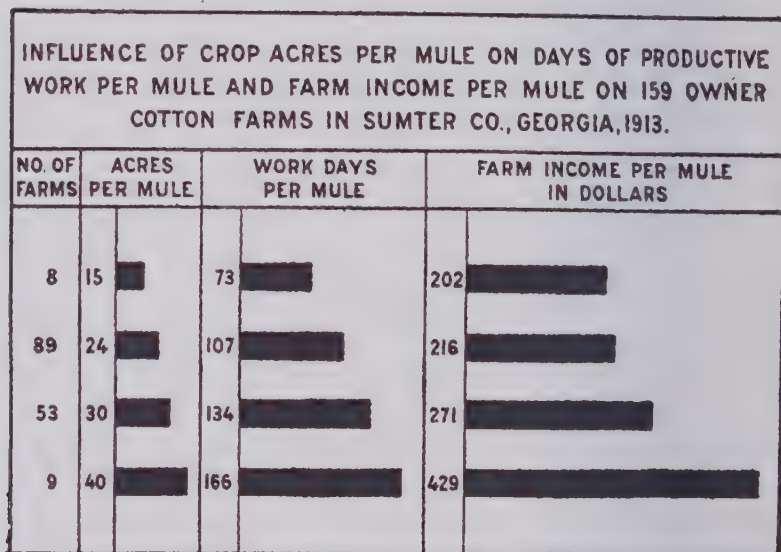 INFLUENCE OF CROP ACRES PER MULE ON DAYS OF PRODUCTIVE
WORK PER MULE AND FARM INCOME PER MULE ON 159 OWNER
COTTON FARMS IN SUMTER CO., GEORGIA, 1913.
NO. OF FARMS ACRES PER MULE WORK DAYS PER MULE FARM INCOME PER MULE IN DOLLARS
8 15 73 202
89 24 107 216
53 30 134 271
9 40 166 429